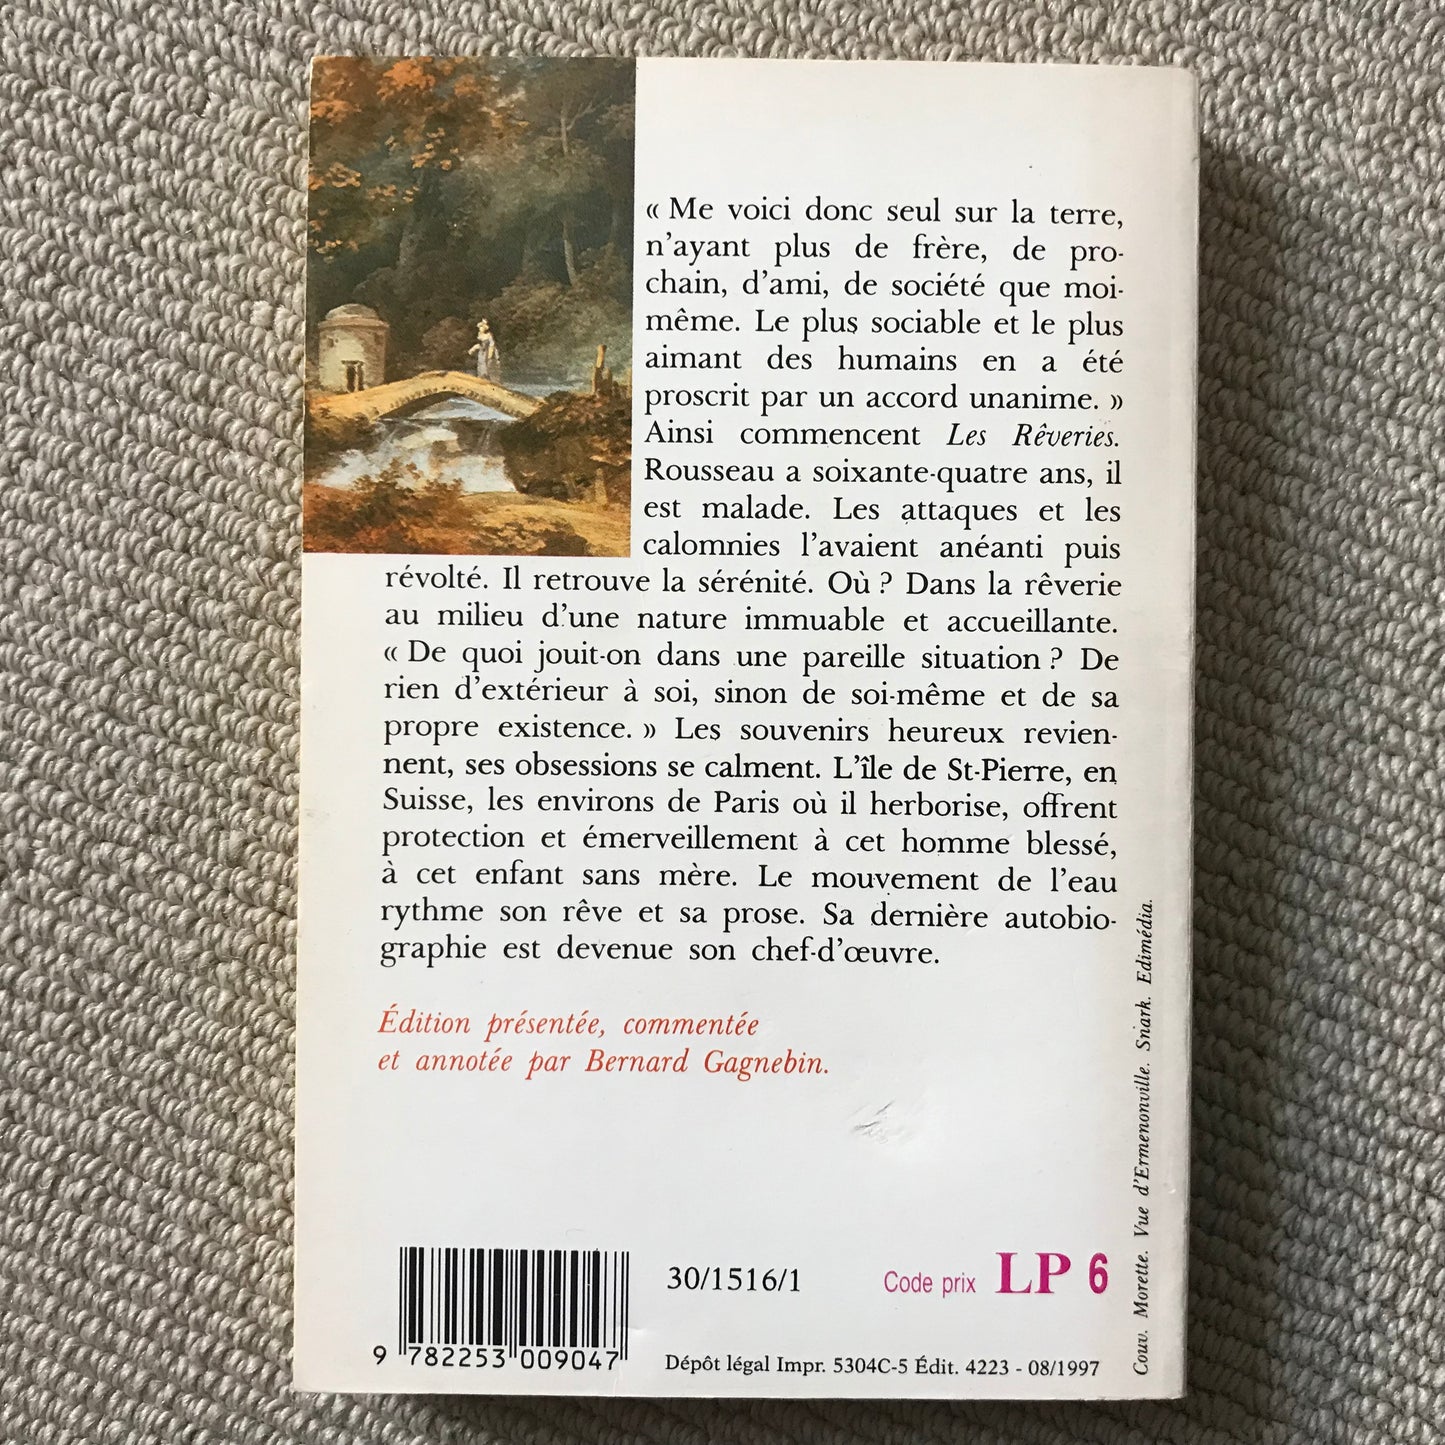 « Me voici donc seul sur la terre,
n'ayant plus de frère, de pro-
chain, d'ami, de société que moi-
même. Le plus sociable et le plus
aimant des humains en a été
proscrit par un accord unanime. »
Ainsi commencent Les Rêveries.
Rousseau a soixante-quatre ans, il
est malade. Les attaques et les
calomnies l'avaient anéanti puis
révolté. Il retrouve la sérénité. Où ? Dans la rêverie
au milieu d'une nature immuable et accueillante.
« De quoi jouit-on dans une pareille situation ? De
rien d'extérieur à soi, sinon de soi-même et de sa
propre existence. » Les souvenirs heureux revien-
nent, ses obsessions se calment. L'île de St-Pierre, en
Suisse, les environs de Paris où il herborise, offrent
protection et émerveillement à cet homme blessé,
à cet enfant sans mère. Le mouvement de l'eau
rythme son rêve et sa prose. Sa dernière autobio-
graphie est devenue son chef-d'œuvre.
Édition présentée, commentée
et annotée par Bernard Gagnebin.
30/1516/1
Code prix LP 6
9 782253 009047
Dépôt légal Impr. 5304C-5 Édit. 4223 - 08/1997
Couv. Morette. Vue d'Ermenonville. Snark. Edimédia.